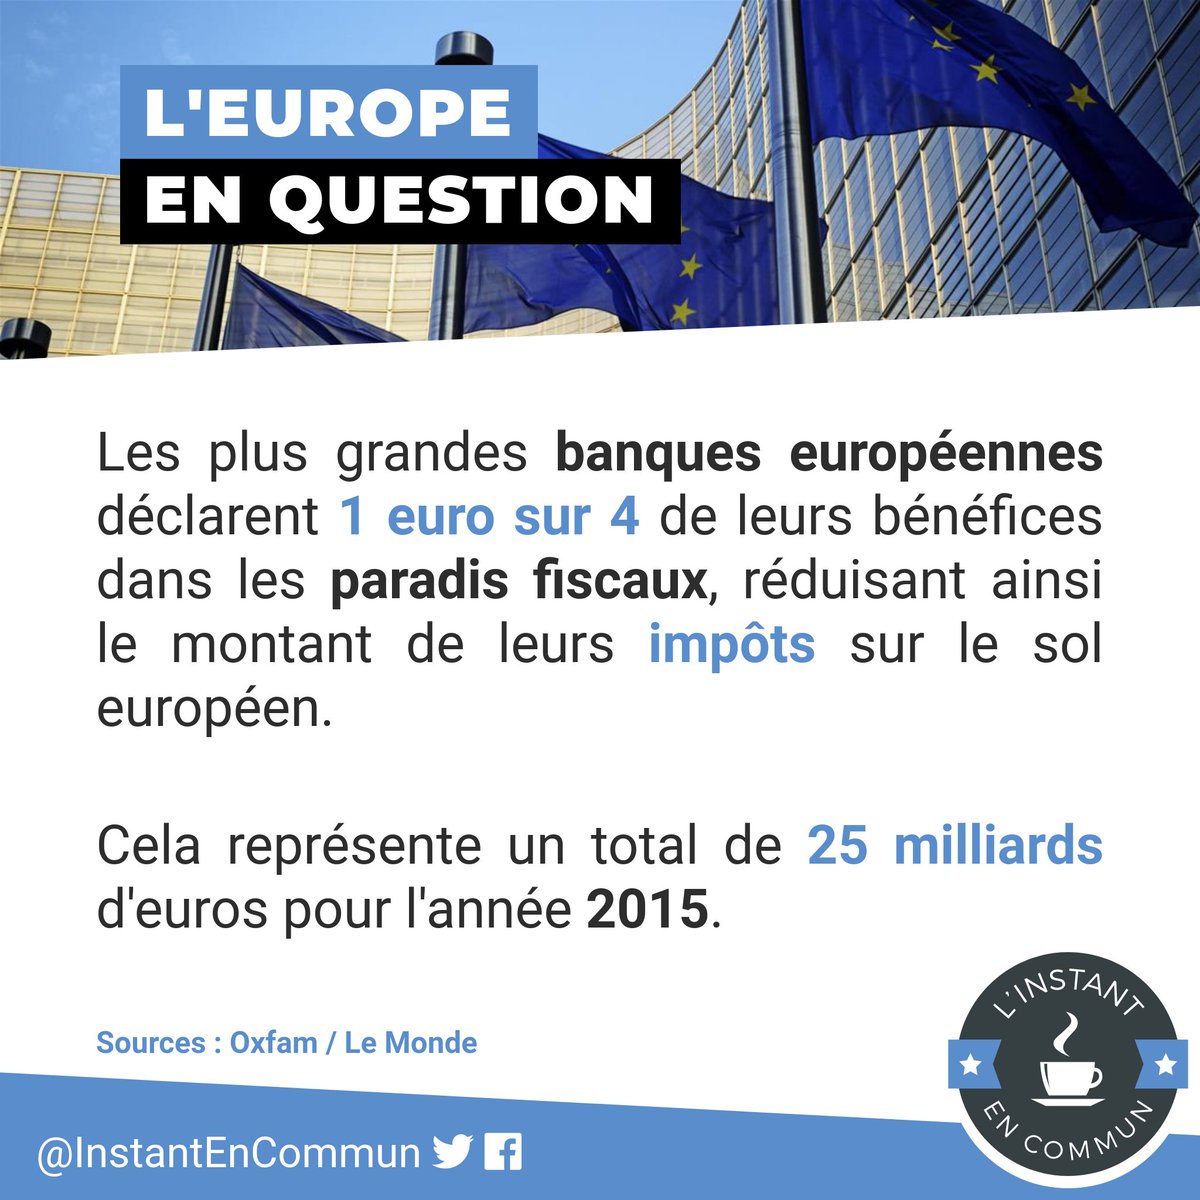 L'EUROPE
EN QUESTION
Les plus grandes banques européennes
déclarent 1 euro sur 4 de leurs bénéfices
dans les paradis fiscaux, réduisant ainsi
le montant de leurs impôts sur le sol
européen.
Cela représente un total de 25 milliards
d'euros pour l'année 2015.
Sources : Oxfam / Le Monde
L'INSTANT
EN COMMUN
@InstantEnCommun